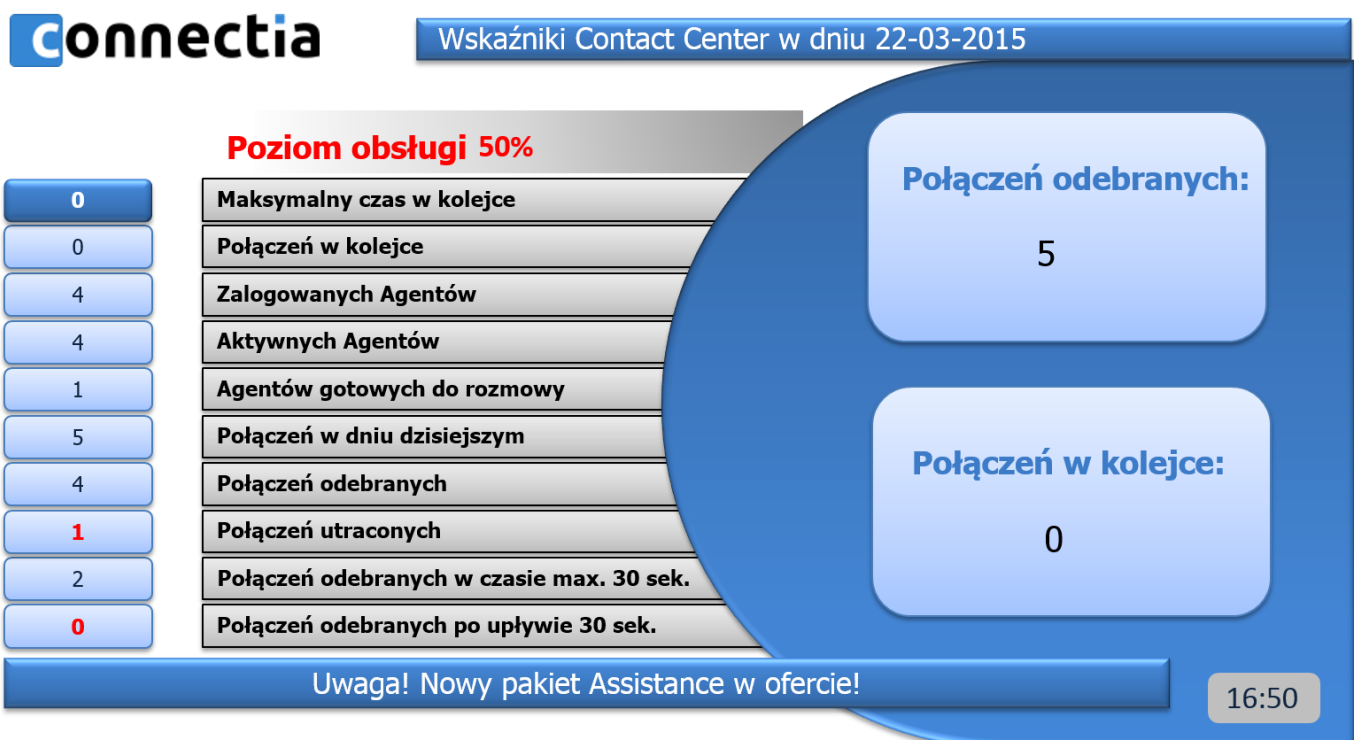 connectia
Wskaźniki Contact Center w dniu 22-03-2015
Poziom obsługi 50%
0 Maksymalny czas w kolejce
0 Połączeń w kolejce
4 Zalogowanych Agentów
4 Aktywnych Agentów
1 Agentów gotowych do rozmowy
5 Połączeń w dniu dzisiejszym
4 Połączeń odebranych
1 Połączeń utraconych
2 Połączeń odebranych w czasie max. 30 sek.
0 Połączeń odebranych po upływie 30 sek.
Połączeń odebranych:
5
Połączeń w kolejce:
0
Uwaga! Nowy pakiet Assistance w ofercie!
16:50